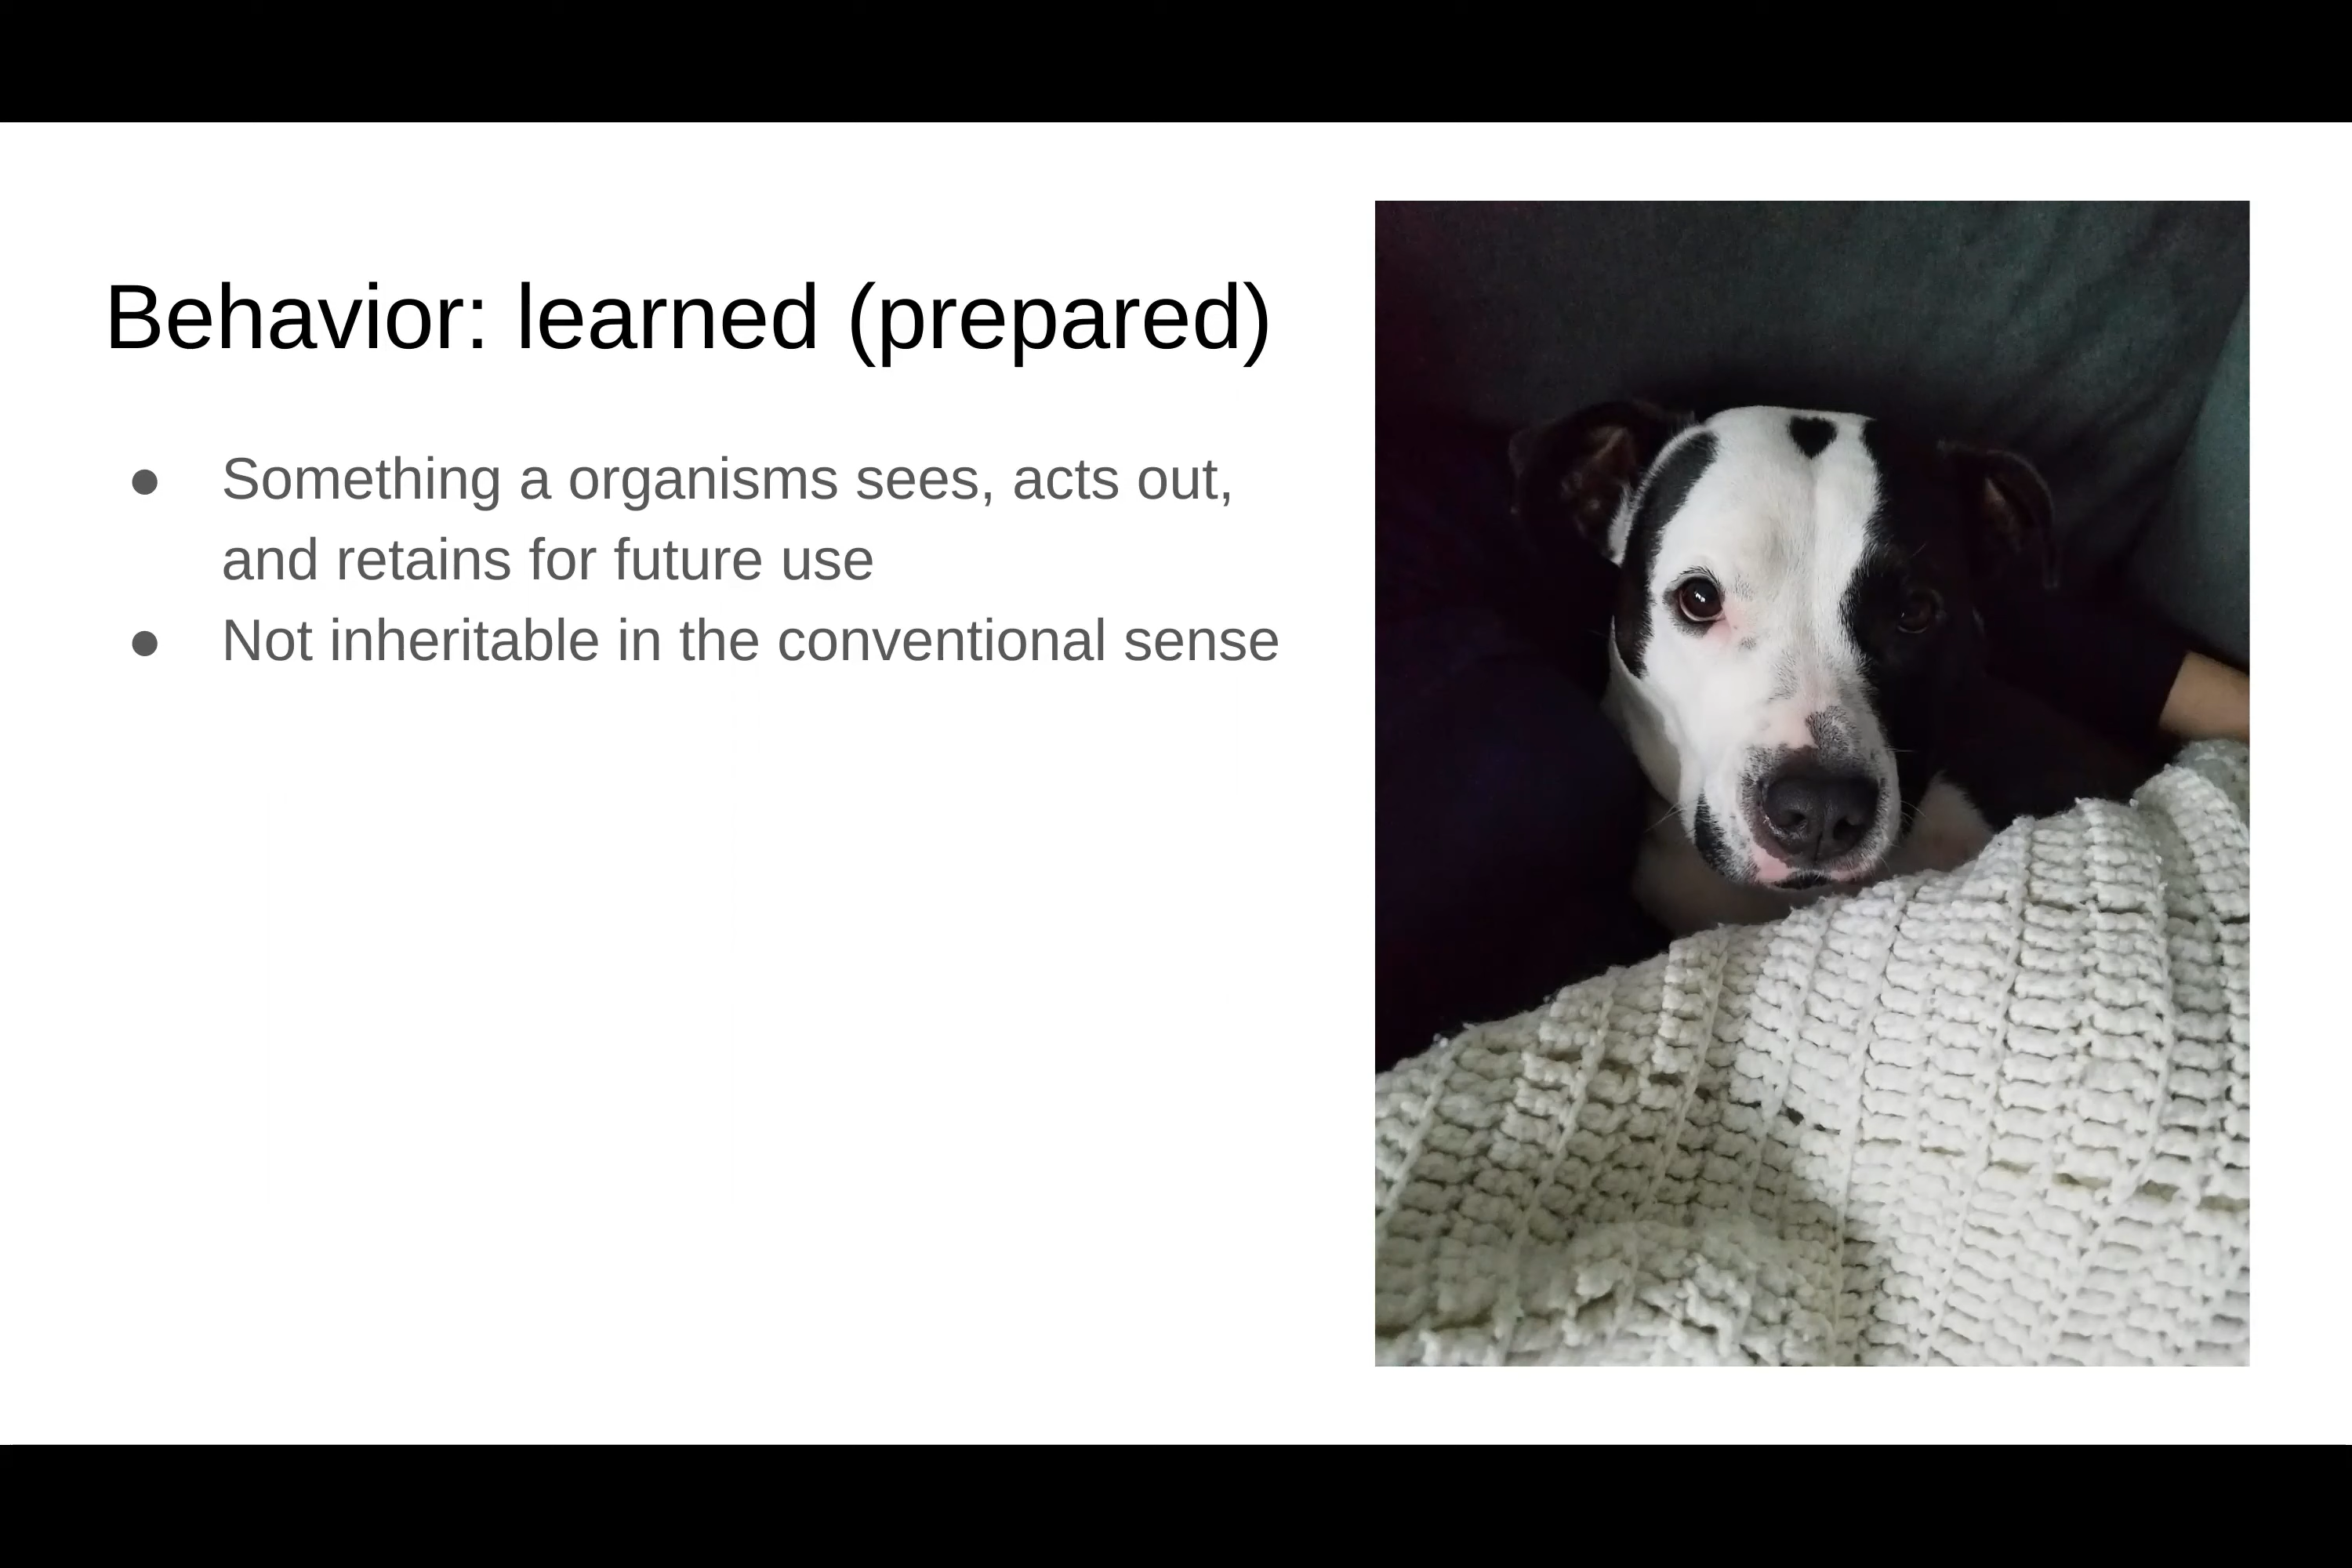 Behavior: learned (prepared)
● Something a organisms sees, acts out,
and retains for future use
● Not inheritable in the conventional sense